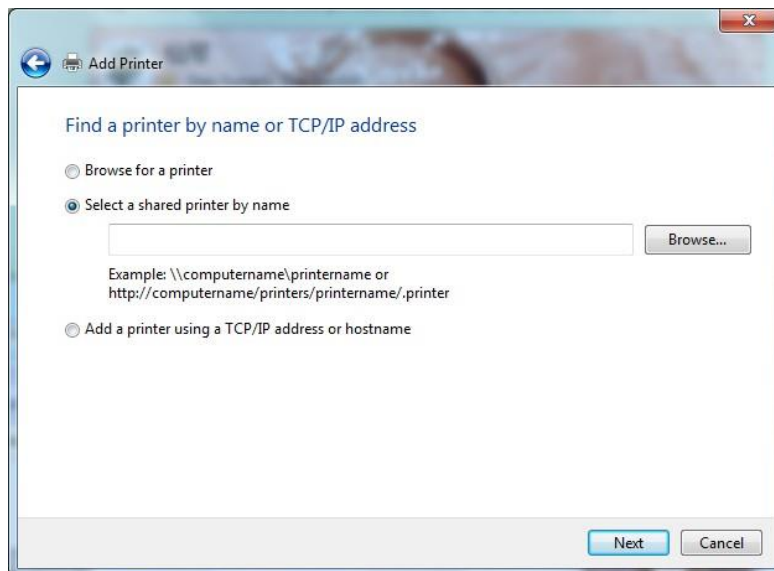 Add Printer
Find a printer by name or TCP/IP address
Browse for a printer
Select a shared printer by name
Browse...
Example: \\computername\printername or
http://computername/printers/printername/.printer
Add a printer using a TCP/IP address or hostname
Next
Cancel